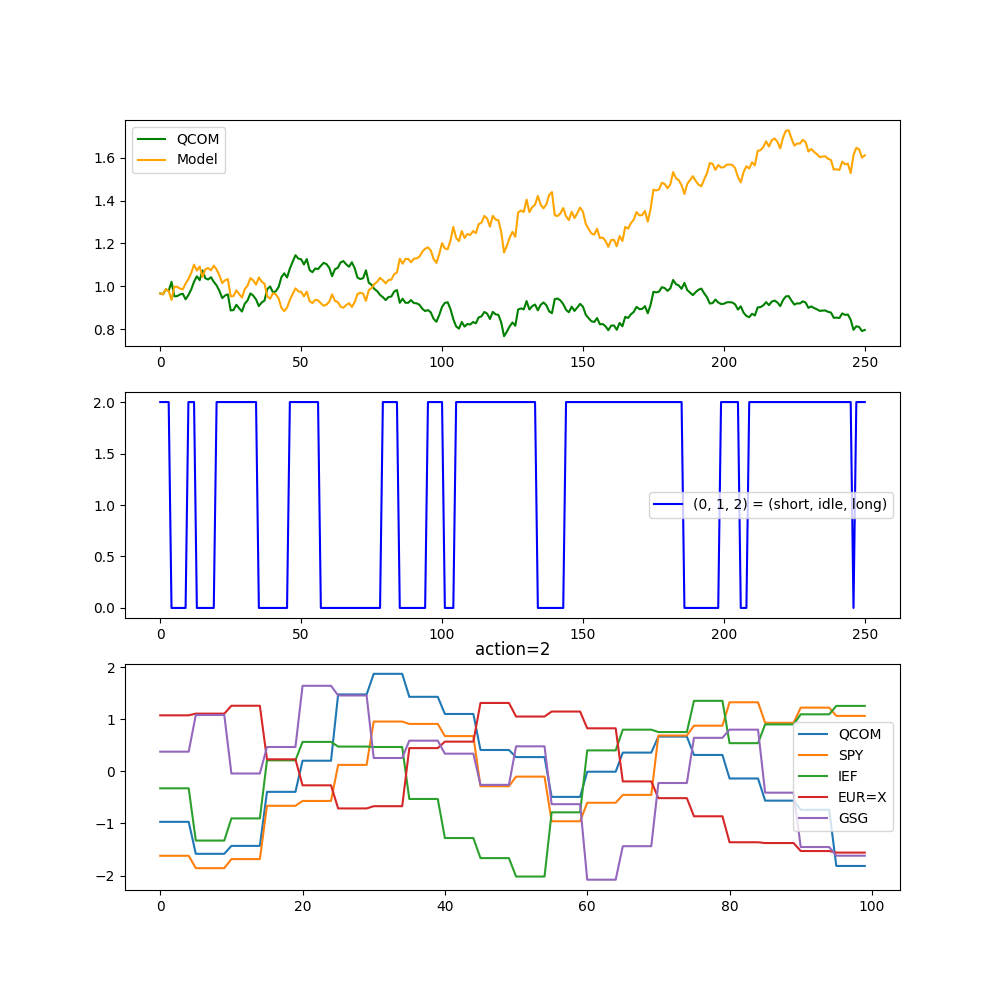 QCOM
Model
1.6
1.4
1.2
1.0
0.8
0 50 100 150 200 250
2.0
1.5
1.0
0.5
0.0
(0, 1, 2) = (short, idle, long)
0 50 100 150 200 250
action=2
2
1
0
−1
−2
QCOM
SPY
IEF
EUR=X
GSG
0 20 40 60 80 100